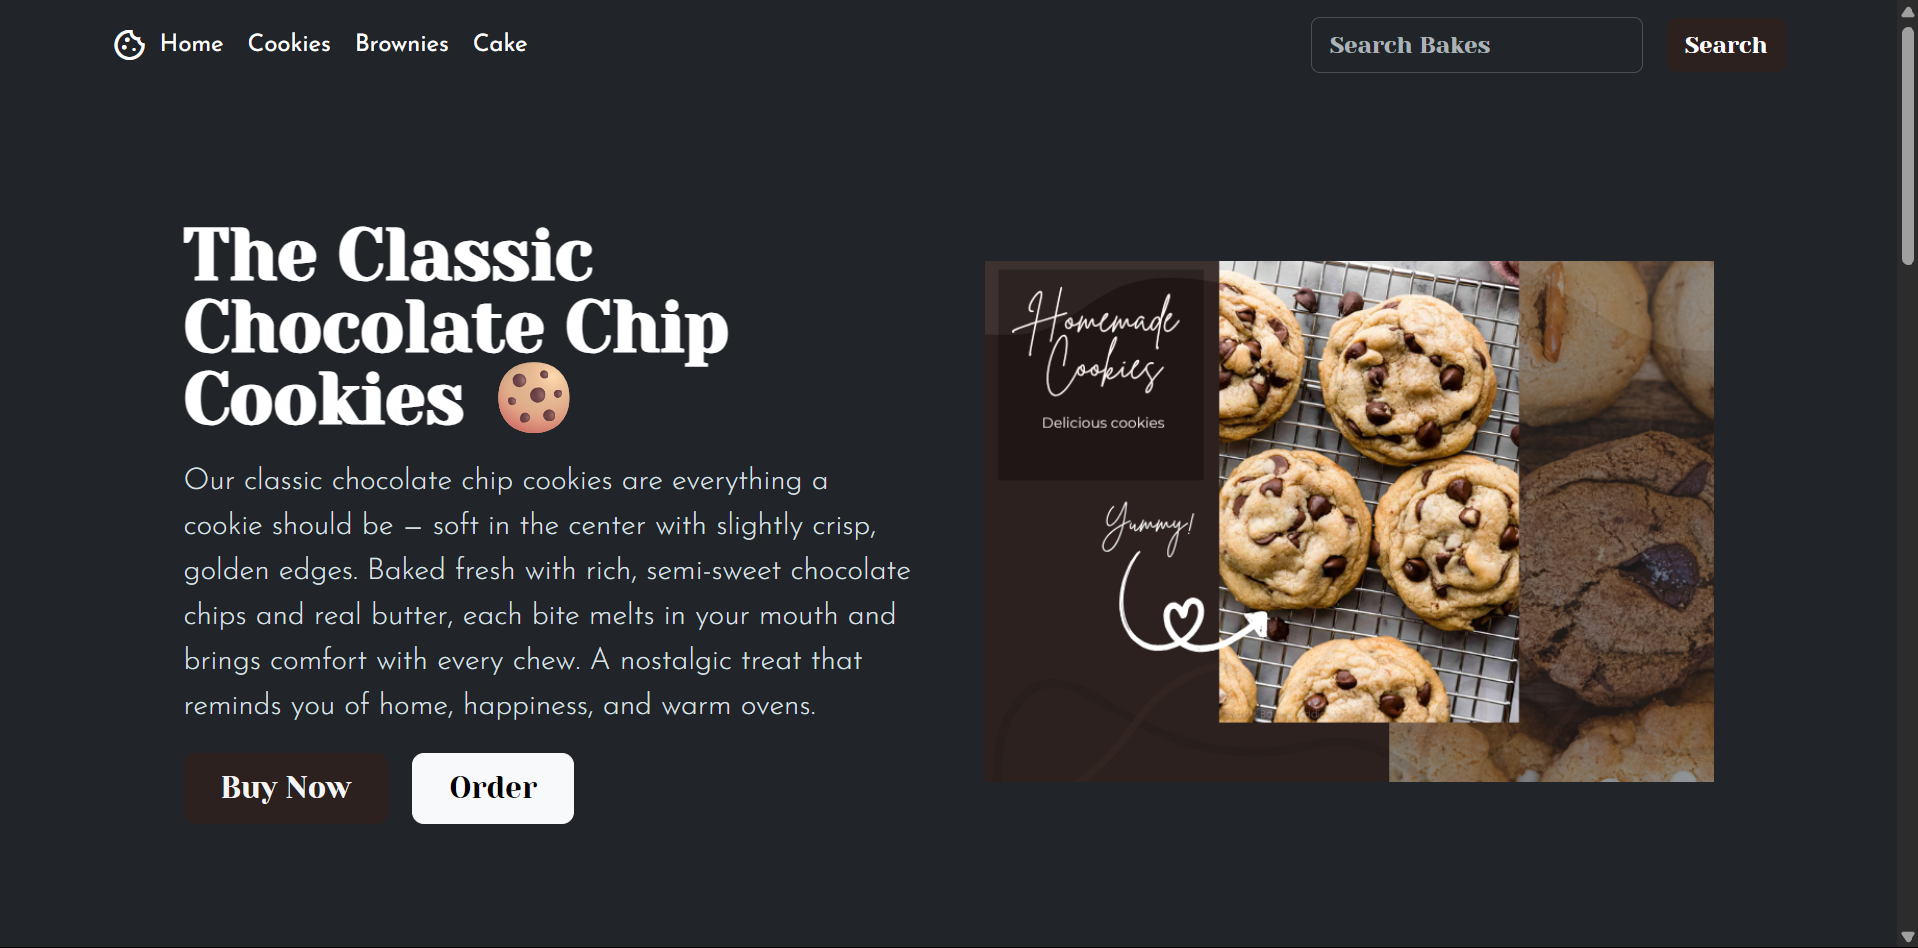 Home Cookies Brownies Cake
Search Bakes
Search
The Classic
Chocolate Chip
Cookies
Our classic chocolate chip cookies are everything a
cookie should be – soft in the center with slightly crisp,
golden edges. Baked fresh with rich, semi-sweet chocolate
chips and real butter, each bite melts in your mouth and
brings comfort with every chew. A nostalgic treat that
reminds you of home, happiness, and warm ovens.
Buy Now
Order
Homemade
Cookies
Delicious cookies
Yummy!